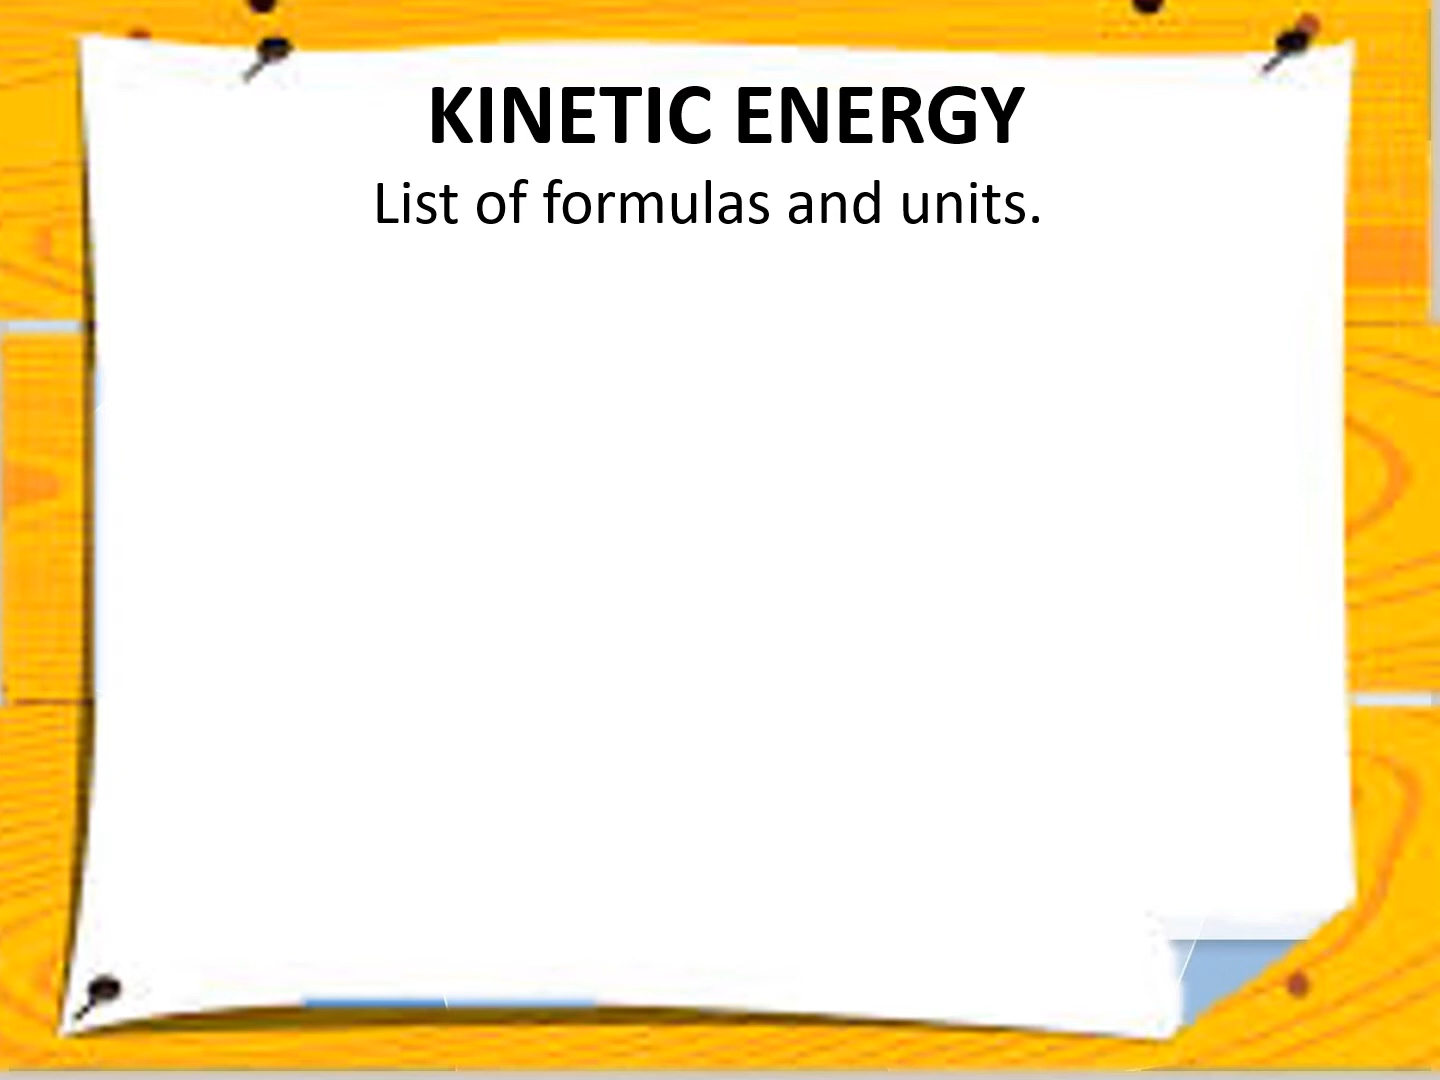 KINETIC ENERGY
List of formulas and units.